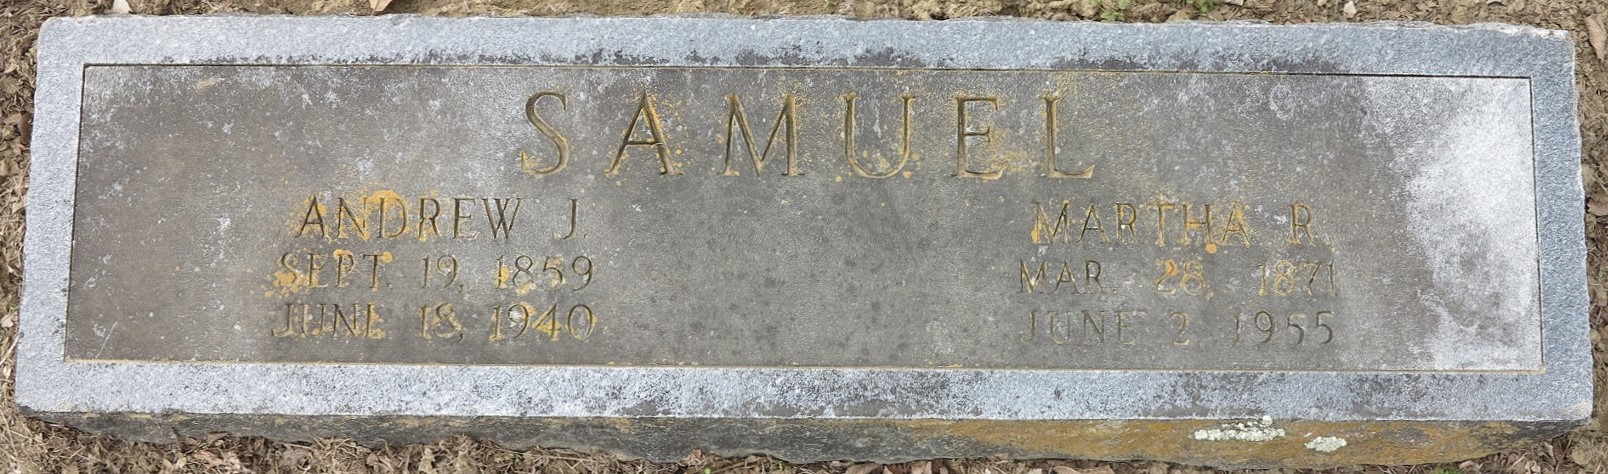 SAMUEL
ANDREW J.
SEPT. 19, 1859
JUNE 18, 1940
MARTHA R.
MAR. 28, 1871
JUNE 2 1955